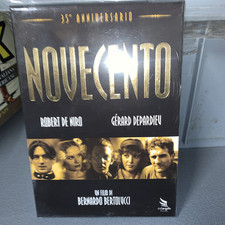 35° ANNIVERSARIO
NOVECENTO
ROBERT DE NIRO GÉRARD DEPARDIEU
UN FILM DI
BERNARDO BERTOLUCCI